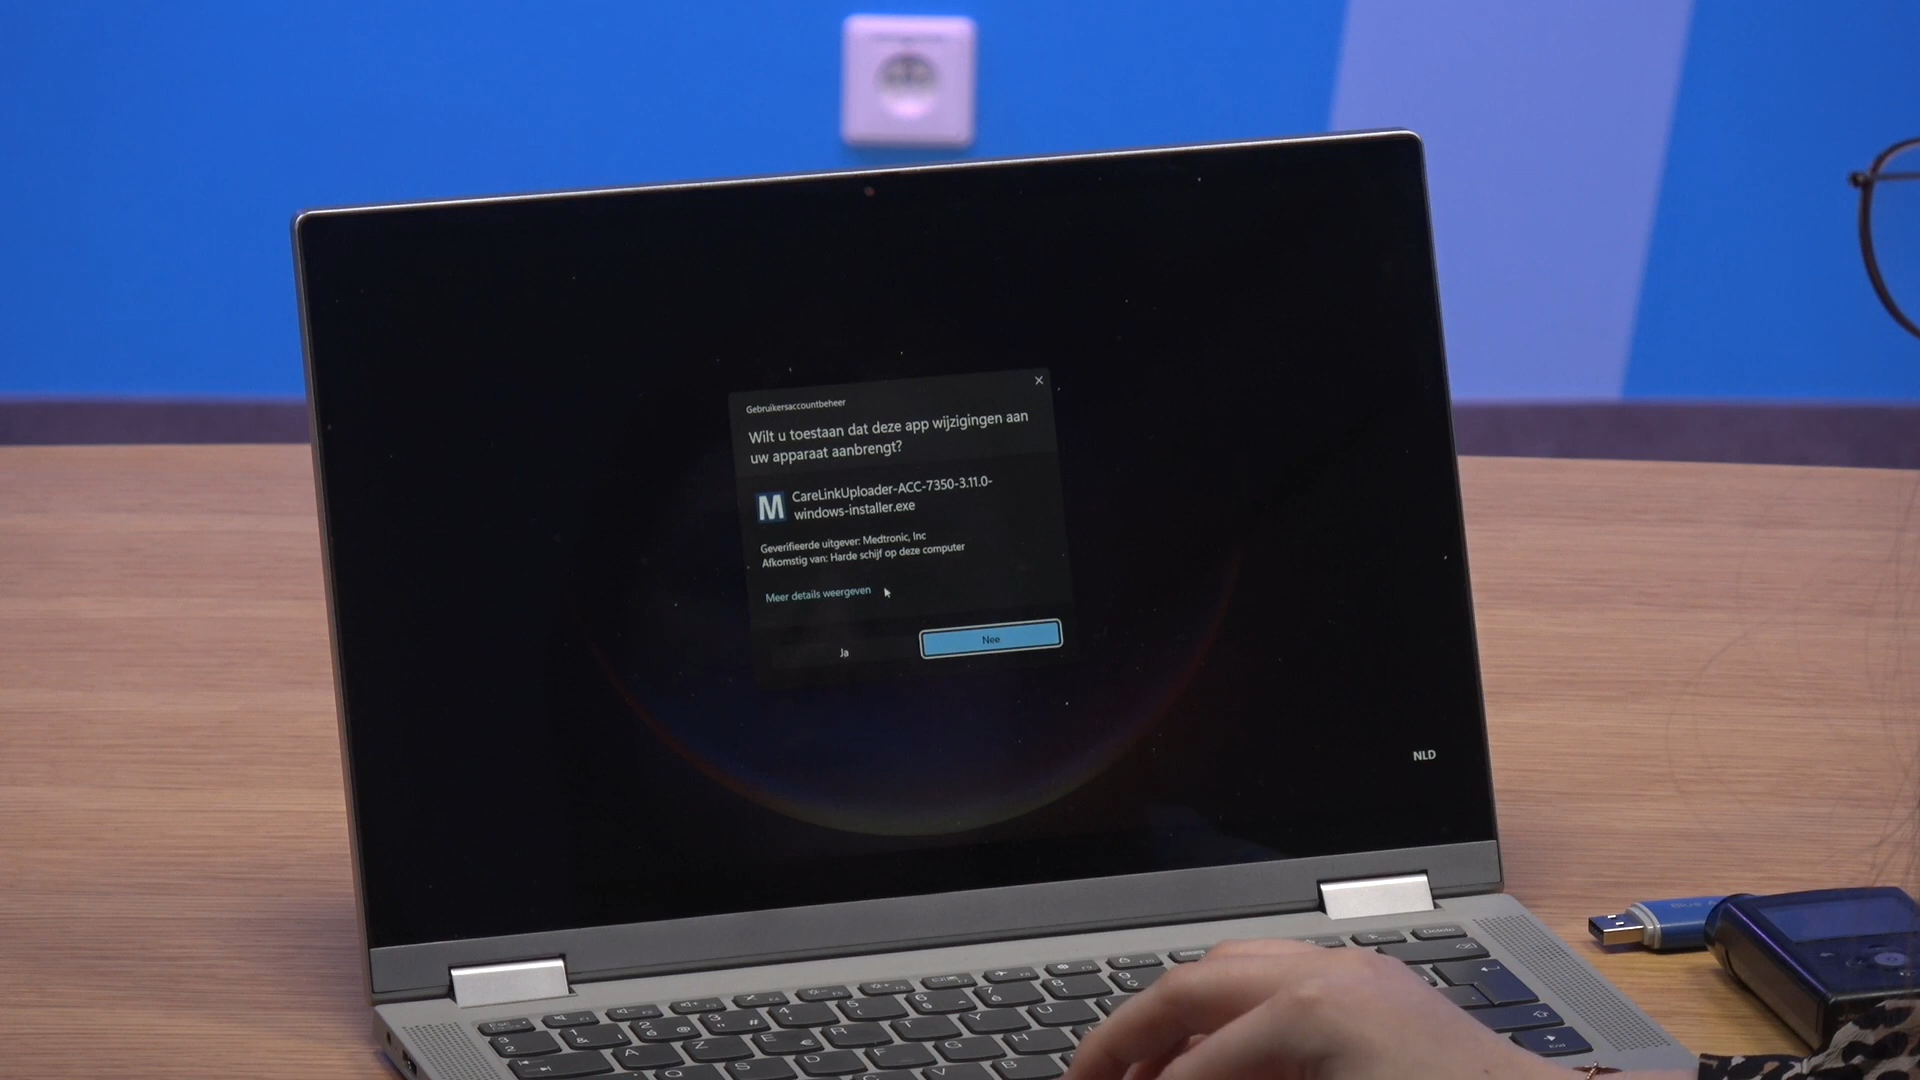 Gebruikersaccountbeheer
Wilt u toestaan dat deze app wijzigingen aan
uw apparaat aanbrengt?
M
CareLinkUploader-ACC-7350-3.11.0-
windows-installer.exe
Geverifieerde uitgever: Medtronic, Inc
Afkomstig van: Harde schijf op deze computer
Meer details weergeven
Nee
Ja
NLD
A Z E R T Y U
Q S D F G H
C V B
End